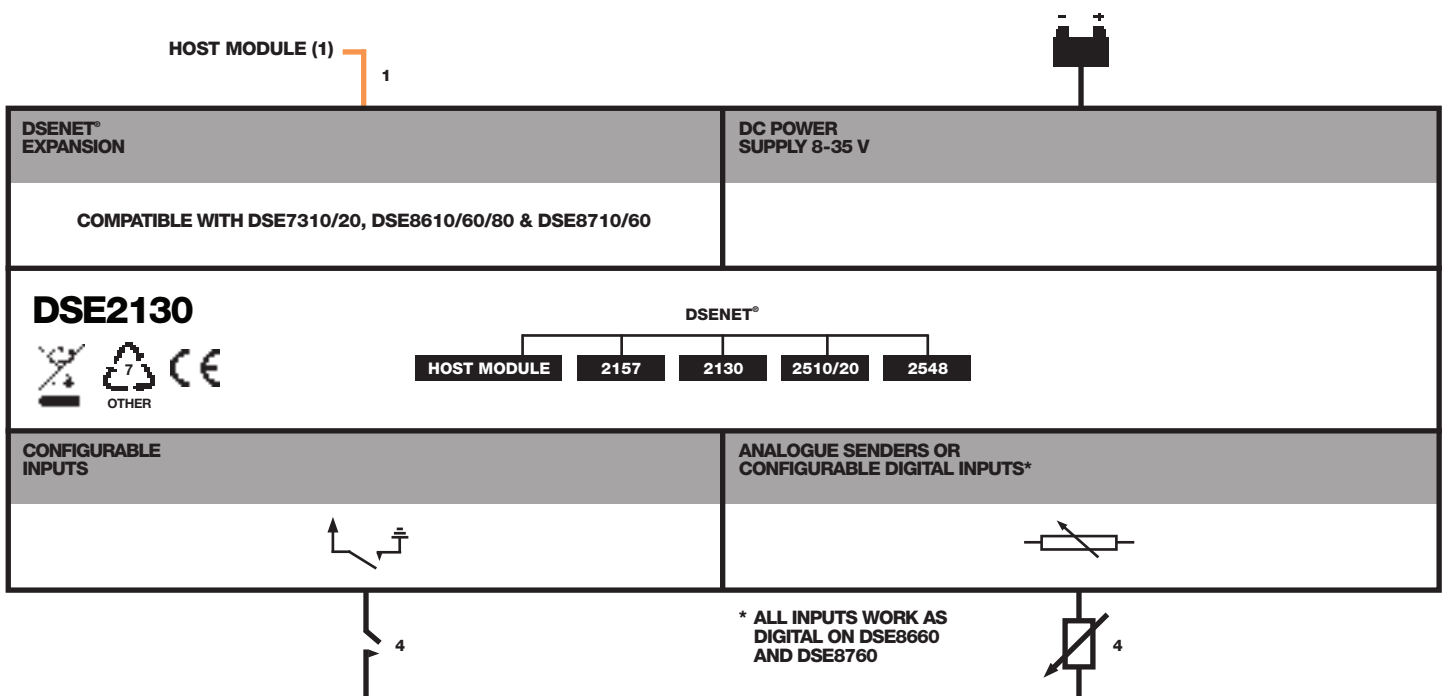 HOST MODULE (1)
1
- +
DSENET®
EXPANSION
DC POWER
SUPPLY 8-35 V
COMPATIBLE WITH DSE7310/20, DSE8610/60/80 & DSE8710/60
DSE2130
7
OTHER
CE
DSENET®
HOST MODULE
2157
2130
2510/20
2548
CONFIGURABLE
INPUTS
ANALOGUE SENDERS OR
CONFIGURABLE DIGITAL INPUTS*
4
* ALL INPUTS WORK AS
DIGITAL ON DSE8660
AND DSE8760
4